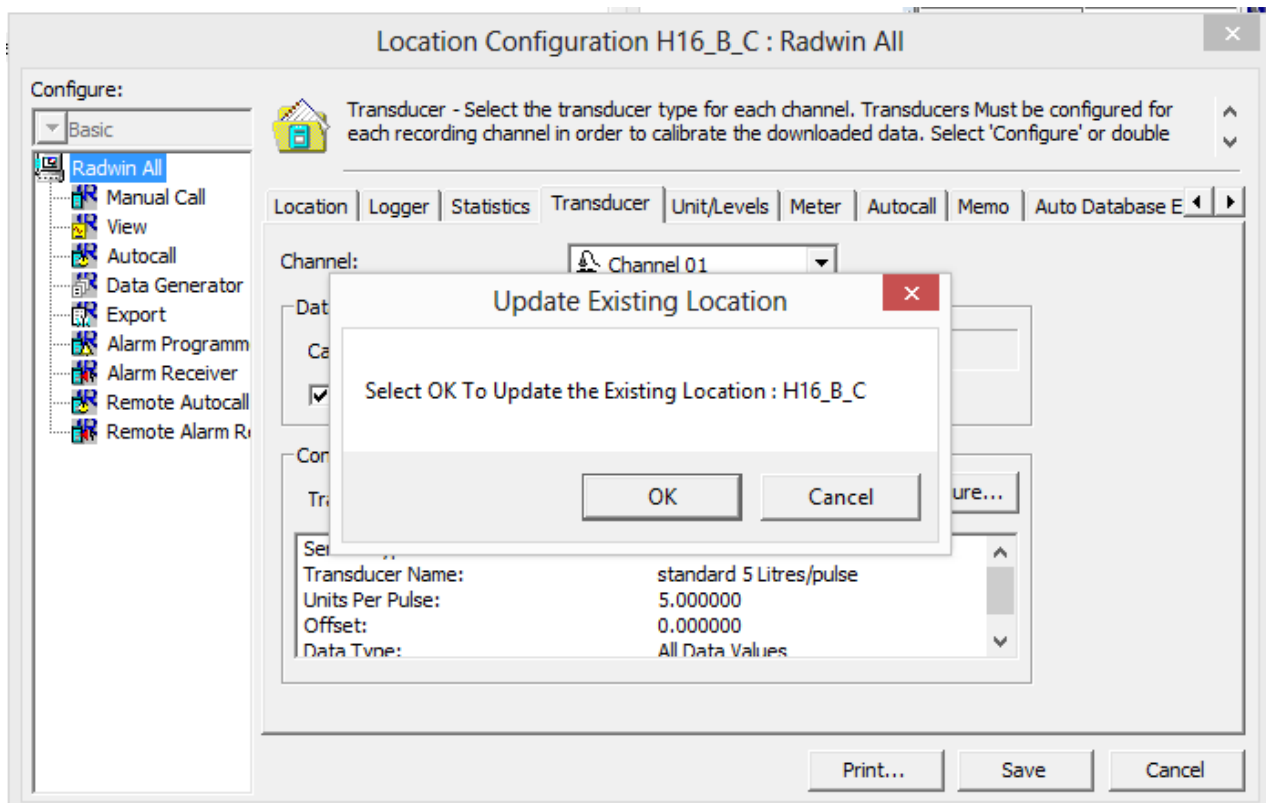 Location Configuration H16_B_C : Radwin All
Configure:
Basic
Radwin All
Manual Call
View
Autocall
Data Generator
Export
Alarm Programm
Alarm Receiver
Remote Autocall
Remote Alarm R
Transducer - Select the transducer type for each channel. Transducers Must be configured for
each recording channel in order to calibrate the downloaded data. Select 'Configure' or double
Location Logger Statistics Transducer Unit/Levels Meter Autocall Memo Auto Database E
Channel: Channel 01
Dat
Ca
Update Existing Location
Select OK To Update the Existing Location : H16_B_C
OK Cancel
Con
Tra
ure...
Transducer Name: standard 5 Litres/pulse
Units Per Pulse: 5.000000
Offset: 0.000000
Data Type: All Data Values
Print... Save Cancel